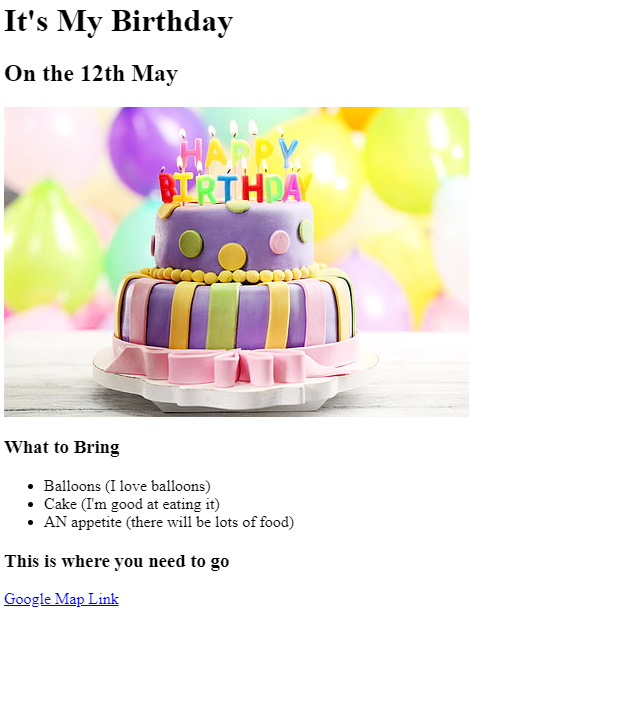 It's My Birthday
On the 12th May
HAPPY
BIRTHDAY
What to Bring
Balloons (I love balloons)
Cake (I'm good at eating it)
AN appetite (there will be lots of food)
This is where you need to go
Google Map Link